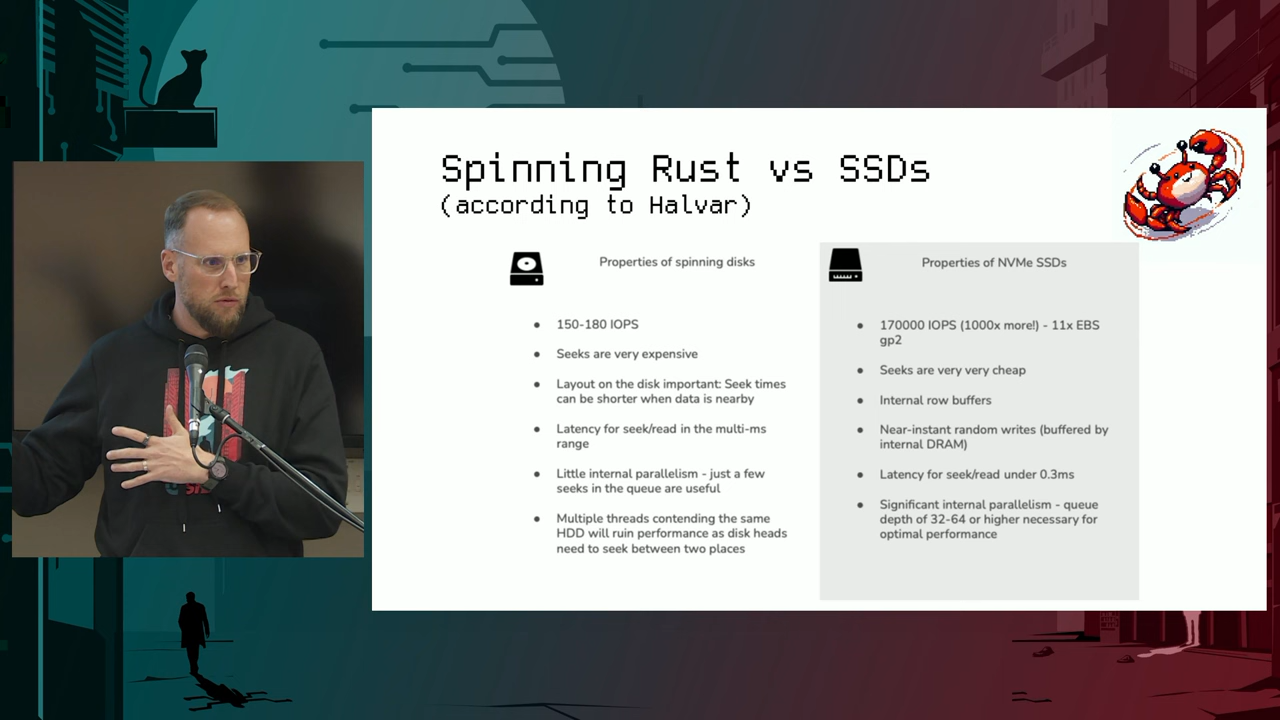 Spinning Rust vs SSDs
(according to Halvar)
Properties of spinning disks
150-180 IOPS
Seeks are very expensive
Layout on the disk important: Seek times
can be shorter when data is nearby
Latency for seek/read in the multi-ms
range
Little internal parallelism - just a few
seeks in the queue are useful
Multiple threads contending the same
HDD will ruin performance as disk heads
need to seek between two places
Properties of NVMe SSDs
170000 IOPS (1000x more!) - 11x EBS
gp2
Seeks are very very cheap
Internal row buffers
Near-instant random writes (buffered by
internal DRAM)
Latency for seek/read under 0.3ms
Significant internal parallelism - queue
depth of 32-64 or higher necessary for
optimal performance